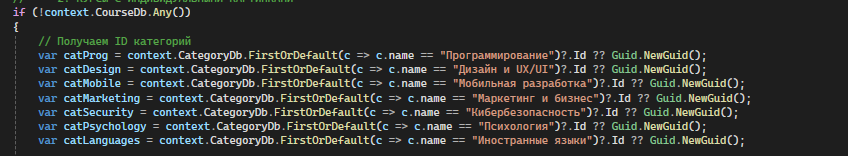 if (!context.CourseDb.Any())
{
// Получаем ID категорий
var catProg = context.CategoryDb.FirstOrDefault(c => c.name == "Программирование")?.Id ?? Guid.NewGuid();
var catDesign = context.CategoryDb.FirstOrDefault(c => c.name == "Дизайн и UX/UI")?.Id ?? Guid.NewGuid();
var catMobile = context.CategoryDb.FirstOrDefault(c => c.name == "Мобильная разработка")?.Id ?? Guid.NewGuid();
var catMarketing = context.CategoryDb.FirstOrDefault(c => c.name == "Маркетинг и бизнес")?.Id ?? Guid.NewGuid();
var catSecurity = context.CategoryDb.FirstOrDefault(c => c.name == "Кибербезопасность")?.Id ?? Guid.NewGuid();
var catPsychology = context.CategoryDb.FirstOrDefault(c => c.name == "Психология")?.Id ?? Guid.NewGuid();
var catLanguages = context.CategoryDb.FirstOrDefault(c => c.name == "Иностранные языки")?.Id ?? Guid.NewGuid();